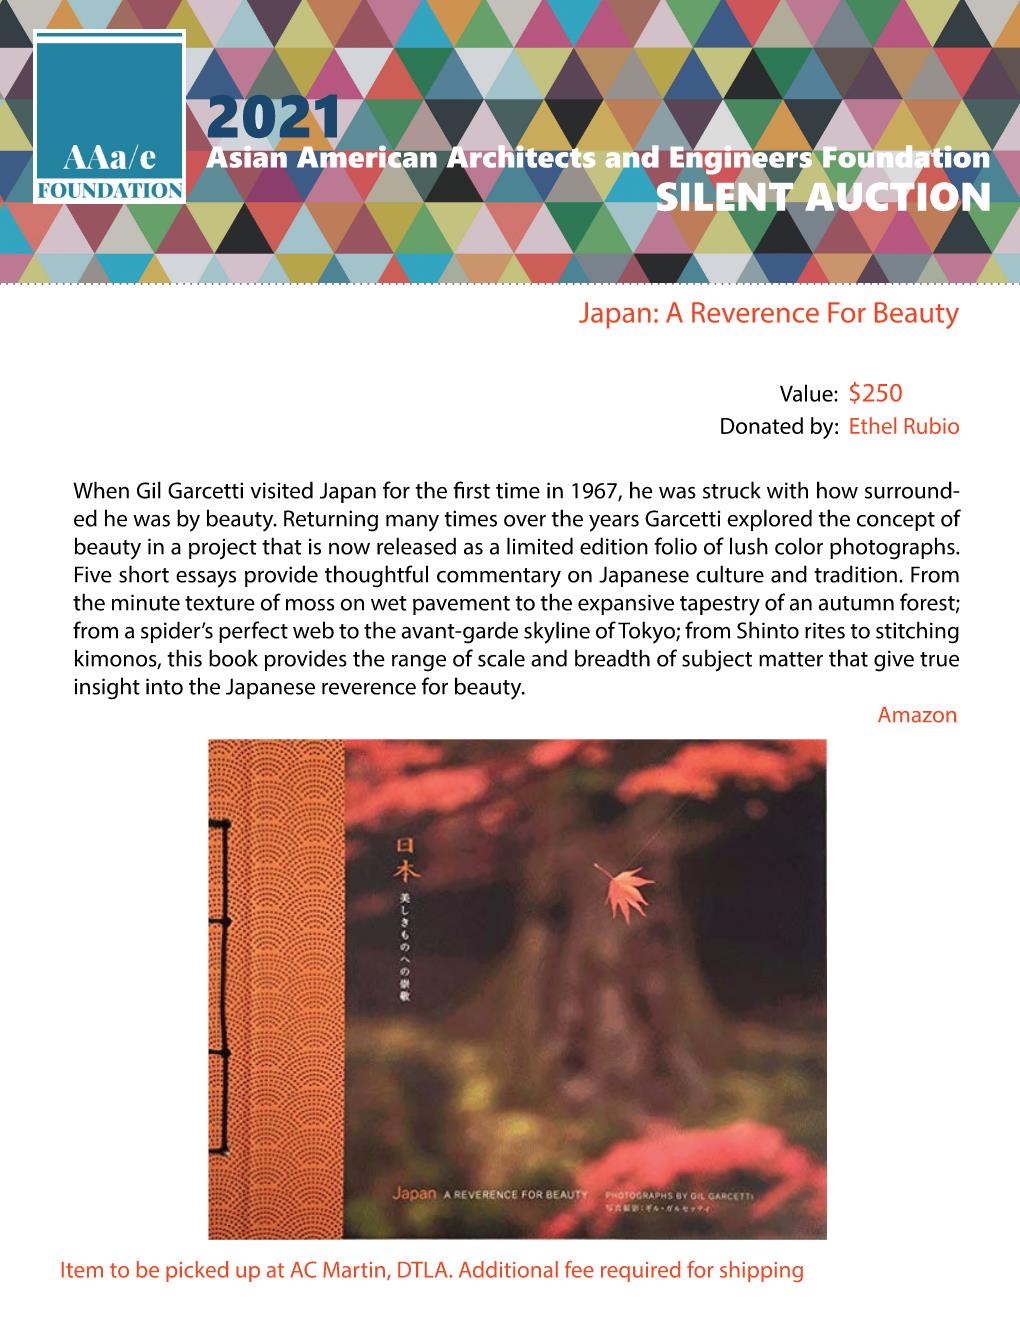 AAa/e
FOUNDATION
2021
Asian American Architects and Engineers Foundation
SILENT AUCTION
Japan: A Reverence For Beauty
Value: $250
Donated by: Ethel Rubio
When Gil Garcetti visited Japan for the first time in 1967, he was struck with how surround-
ed he was by beauty. Returning many times over the years Garcetti explored the concept of
beauty in a project that is now released as a limited edition folio of lush color photographs.
Five short essays provide thoughtful commentary on Japanese culture and tradition. From
the minute texture of moss on wet pavement to the expansive tapestry of an autumn forest;
from a spider’s perfect web to the avant-garde skyline of Tokyo; from Shinto rites to stitching
kimonos, this book provides the range of scale and breadth of subject matter that give true
insight into the Japanese reverence for beauty.
Amazon
日本
美しきものへの崇敬
Japan A REVERENCE FOR BEAUTY PHOTOGRAPHS BY GIL GARCETTI
写真撮影：ギル・ガルセッティ
Item to be picked up at AC Martin, DTLA. Additional fee required for shipping